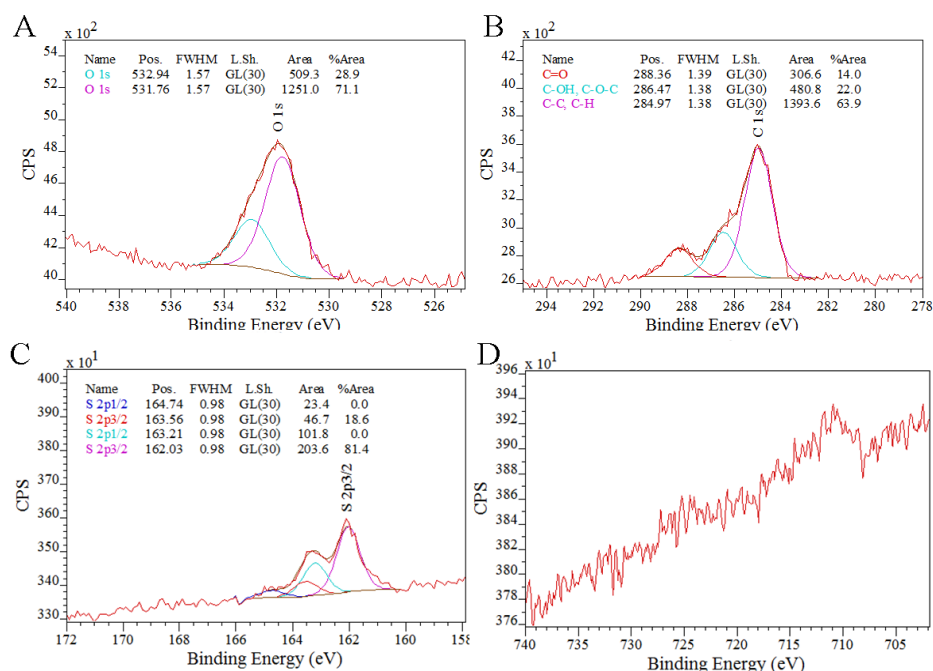 A
x 10²
Name Pos. FWHM L.Sh. Area %Area
O 1s 532.94 1.57 GL(30) 509.3 28.9
O 1s 531.76 1.57 GL(30) 1251.0 71.1
O 1s
CPS
55
50
45
40
540 538 536 534 532 530 528 526
Binding Energy (eV)
B
x 10²
Name Pos. FWHM L.Sh. Area %Area
C=O 288.36 1.39 GL(30) 306.6 14.0
C-OH, C-O-C 286.47 1.38 GL(30) 480.8 22.0
C-C, C-H 284.97 1.38 GL(30) 1393.6 63.9
C 1s
CPS
42
38
34
30
26
294 292 290 288 286 284 282 280 278
Binding Energy (eV)
C
x 10¹
Name Pos. FWHM L.Sh. Area %Area
S 2p1/2 164.74 0.98 GL(30) 23.4 0.0
S 2p3/2 163.56 0.98 GL(30) 46.7 18.6
S 2p1/2 163.21 0.98 GL(30) 101.8 0.0
S 2p3/2 162.03 0.98 GL(30) 203.6 81.4
S 2p3/2
CPS
400
390
380
370
360
350
340
330
172 170 168 166 164 162 160 158
Binding Energy (eV)
D
x 10¹
CPS
396
394
392
390
388
386
384
382
380
378
376
740 735 730 725 720 715 710 705
Binding Energy (eV)